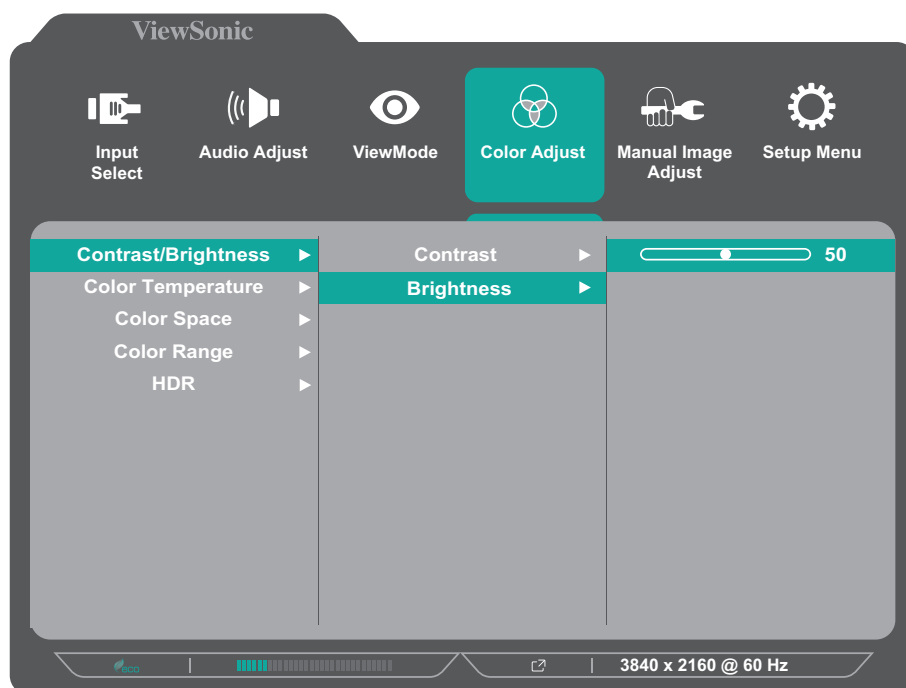 ViewSonic
Input Select
Audio Adjust
ViewMode
Color Adjust
Manual Image Adjust
Setup Menu
Contrast/Brightness
Contrast
50
Color Temperature
Brightness
Color Space
Color Range
HDR
eco
3840 x 2160 @ 60 Hz